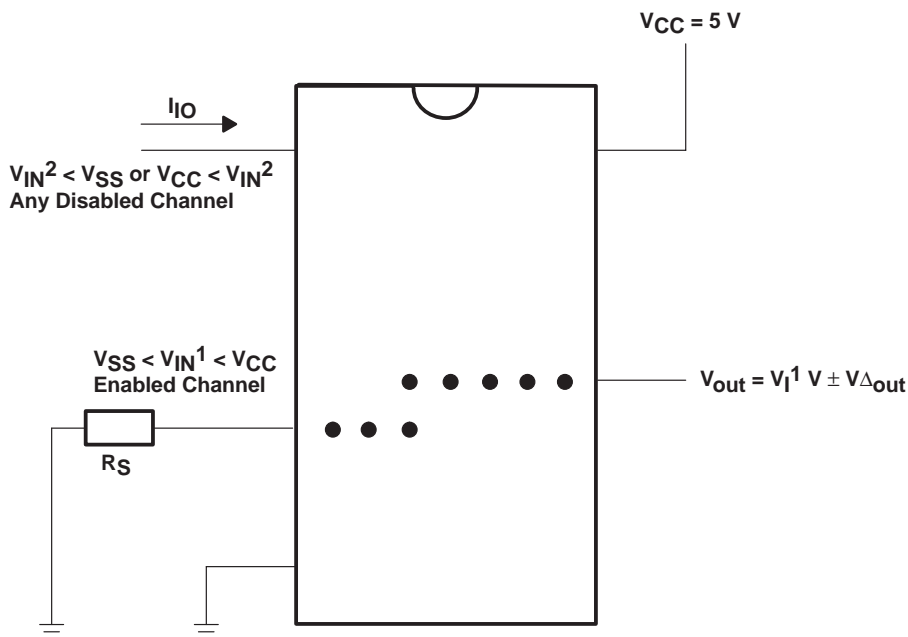 VCC = 5 V
IIO
VIN2 < VSS or VCC < VIN2
Any Disabled Channel
VSS < VIN1 < VCC
Enabled Channel
Vout = VI1 V ± VΔout
RS